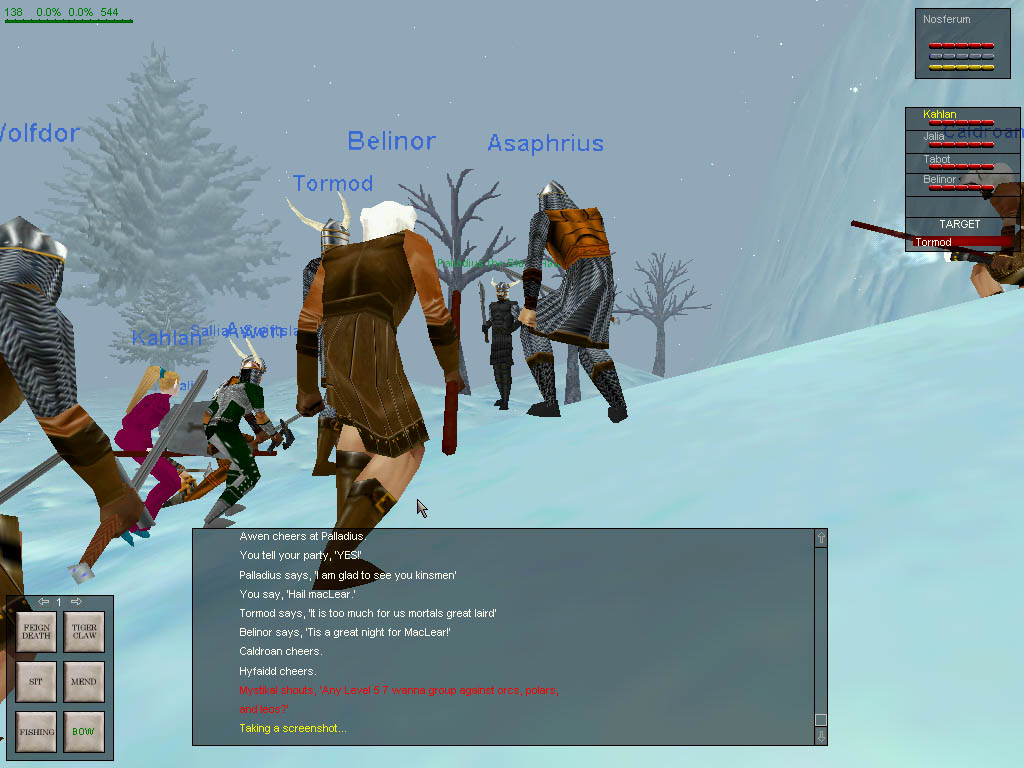 138 0.0% 0.0% 544
Nosferum
Kahlan
Jalia
Tabot
Belinor
TARGET
Tormod
Caldroan
Wolfdor
Belinor
Asaphrius
Tormod
Palladius the
Kahlan
Awen
Awen cheers at Palladius.
You tell your party, 'YES!'
Palladius says, 'I am glad to see you kinsmen'
You say, 'Hail macLear.'
Tormod says, 'It is too much for us mortals great laird'
Belinor says, 'Tis a great night for MacLear!'
Caldroan cheers.
Hyfaidd cheers.
Mystikal shouts, 'Any Level 5 7 wanna group against orcs, polars,
and leos?'
Taking a screenshot...
1
FEIGN DEATH
TIGER CLAW
SIT
MEND
FISHING
BOW